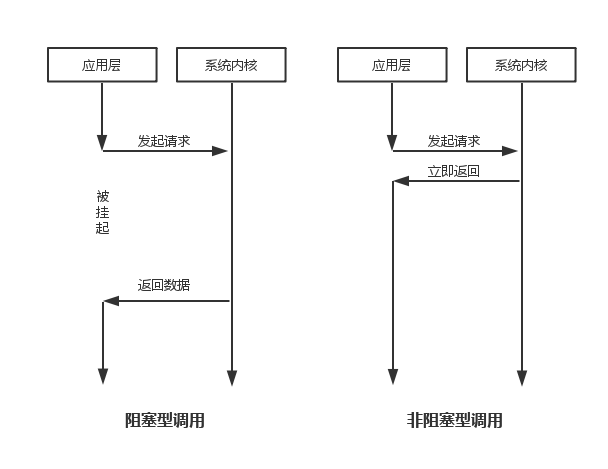 应用层
系统内核
发起请求
被
挂
起
返回数据
阻塞型调用
应用层
系统内核
发起请求
立即返回
非阻塞型调用